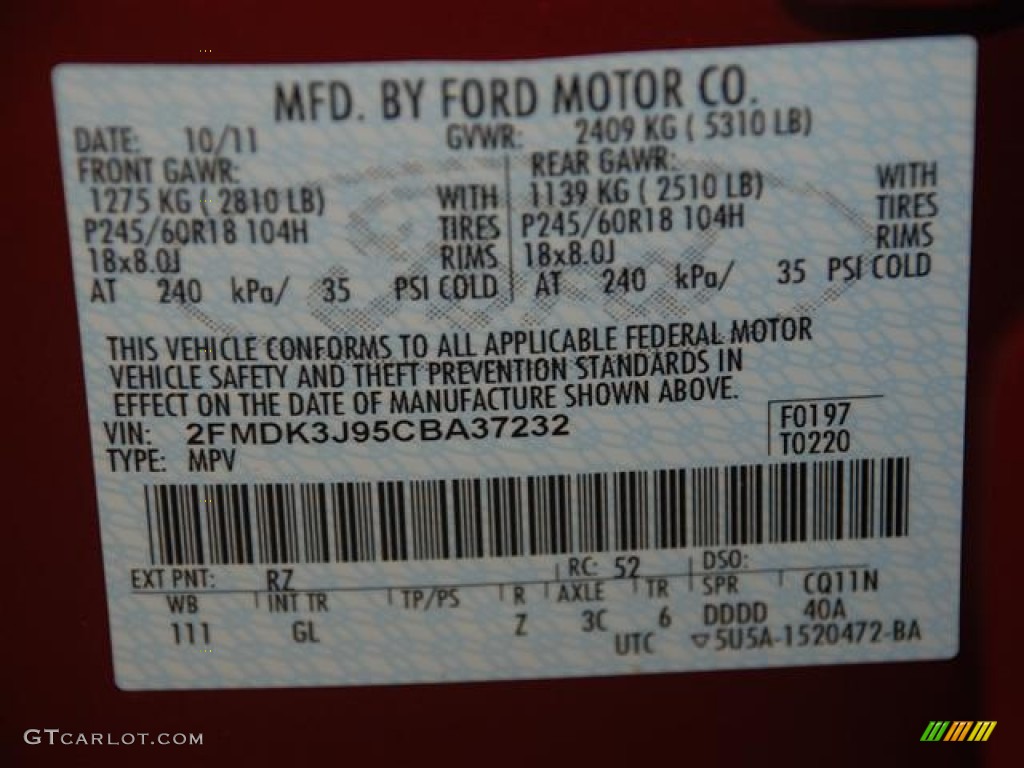 MFD. BY FORD MOTOR CO.
DATE: 10/11 GVWR: 2409 KG ( 5310 LB)
FRONT GAWR: REAR GAWR:
1275 KG ( 2810 LB) WITH 1139 KG ( 2510 LB) WITH
P245/60R18 104H TIRES P245/60R18 104H TIRES
18x8.0J RIMS 18x8.0J RIMS
AT 240 kPa/ 35 PSI COLD AT 240 kPa/ 35 PSI COLD
THIS VEHICLE CONFORMS TO ALL APPLICABLE FEDERAL MOTOR
VEHICLE SAFETY AND THEFT PREVENTION STANDARDS IN
EFFECT ON THE DATE OF MANUFACTURE SHOWN ABOVE.
VIN: 2FMDK3J95CBA37232 F0197
TYPE: MPV T0220
EXT PNT: RZ RC: 52 DSO:
WB INT TR TP/PS R AXLE TR SPR CQ11N
111 GL Z 3C 6 DDDD 40A
UTC 5U5A-1520472-BA
GTCARLOT.COM